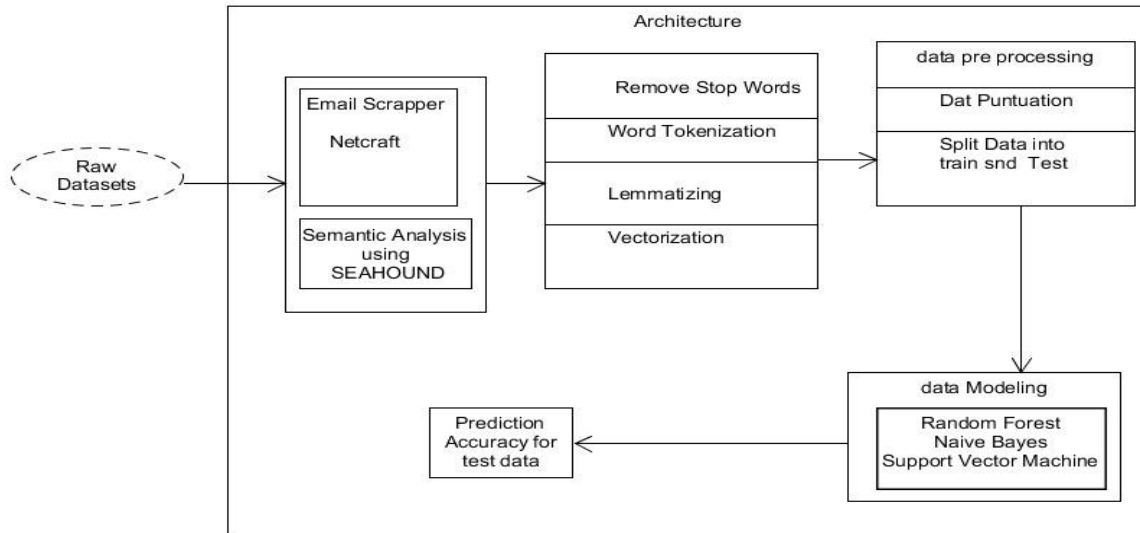 Architecture
Raw
Datasets
Email Scrapper
Netcraft
Semantic Analysis
using
SEAHOUND
Remove Stop Words
Word Tokenization
Lemmatizing
Vectorization
data pre processing
Dat Puntuation
Split Data into
train snd Test
data Modeling
Random Forest
Naive Bayes
Support Vector Machine
Prediction
Accuracy for
test data